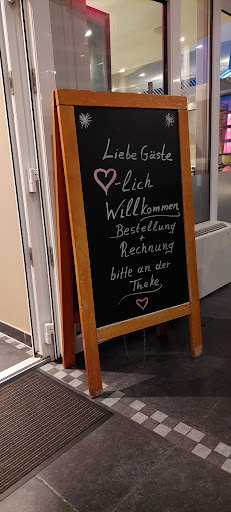 Liebe Gäste
♡-lich
Willkommen
Bestellung
+
Rechnung
bitte an der
Theke,
♡